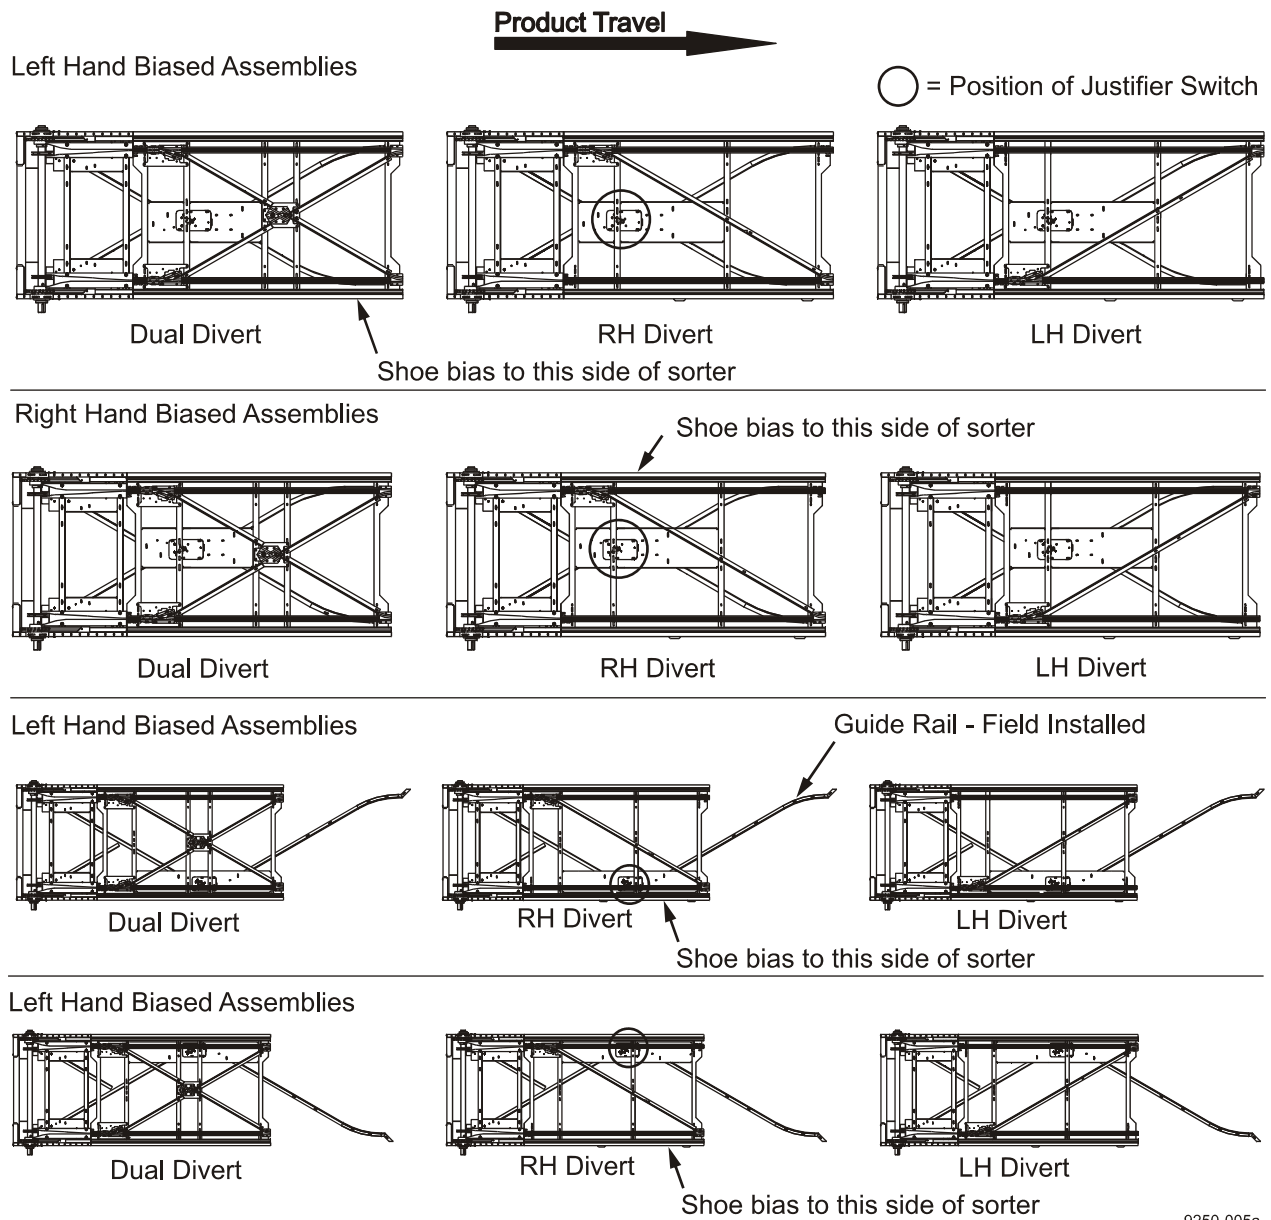 Product Travel
Left Hand Biased Assemblies
= Position of Justifier Switch
Dual Divert
RH Divert
LH Divert
Shoe bias to this side of sorter
Right Hand Biased Assemblies
Shoe bias to this side of sorter
Dual Divert
RH Divert
LH Divert
Left Hand Biased Assemblies
Guide Rail - Field Installed
Dual Divert
RH Divert
LH Divert
Shoe bias to this side of sorter
Left Hand Biased Assemblies
Dual Divert
RH Divert
LH Divert
Shoe bias to this side of sorter